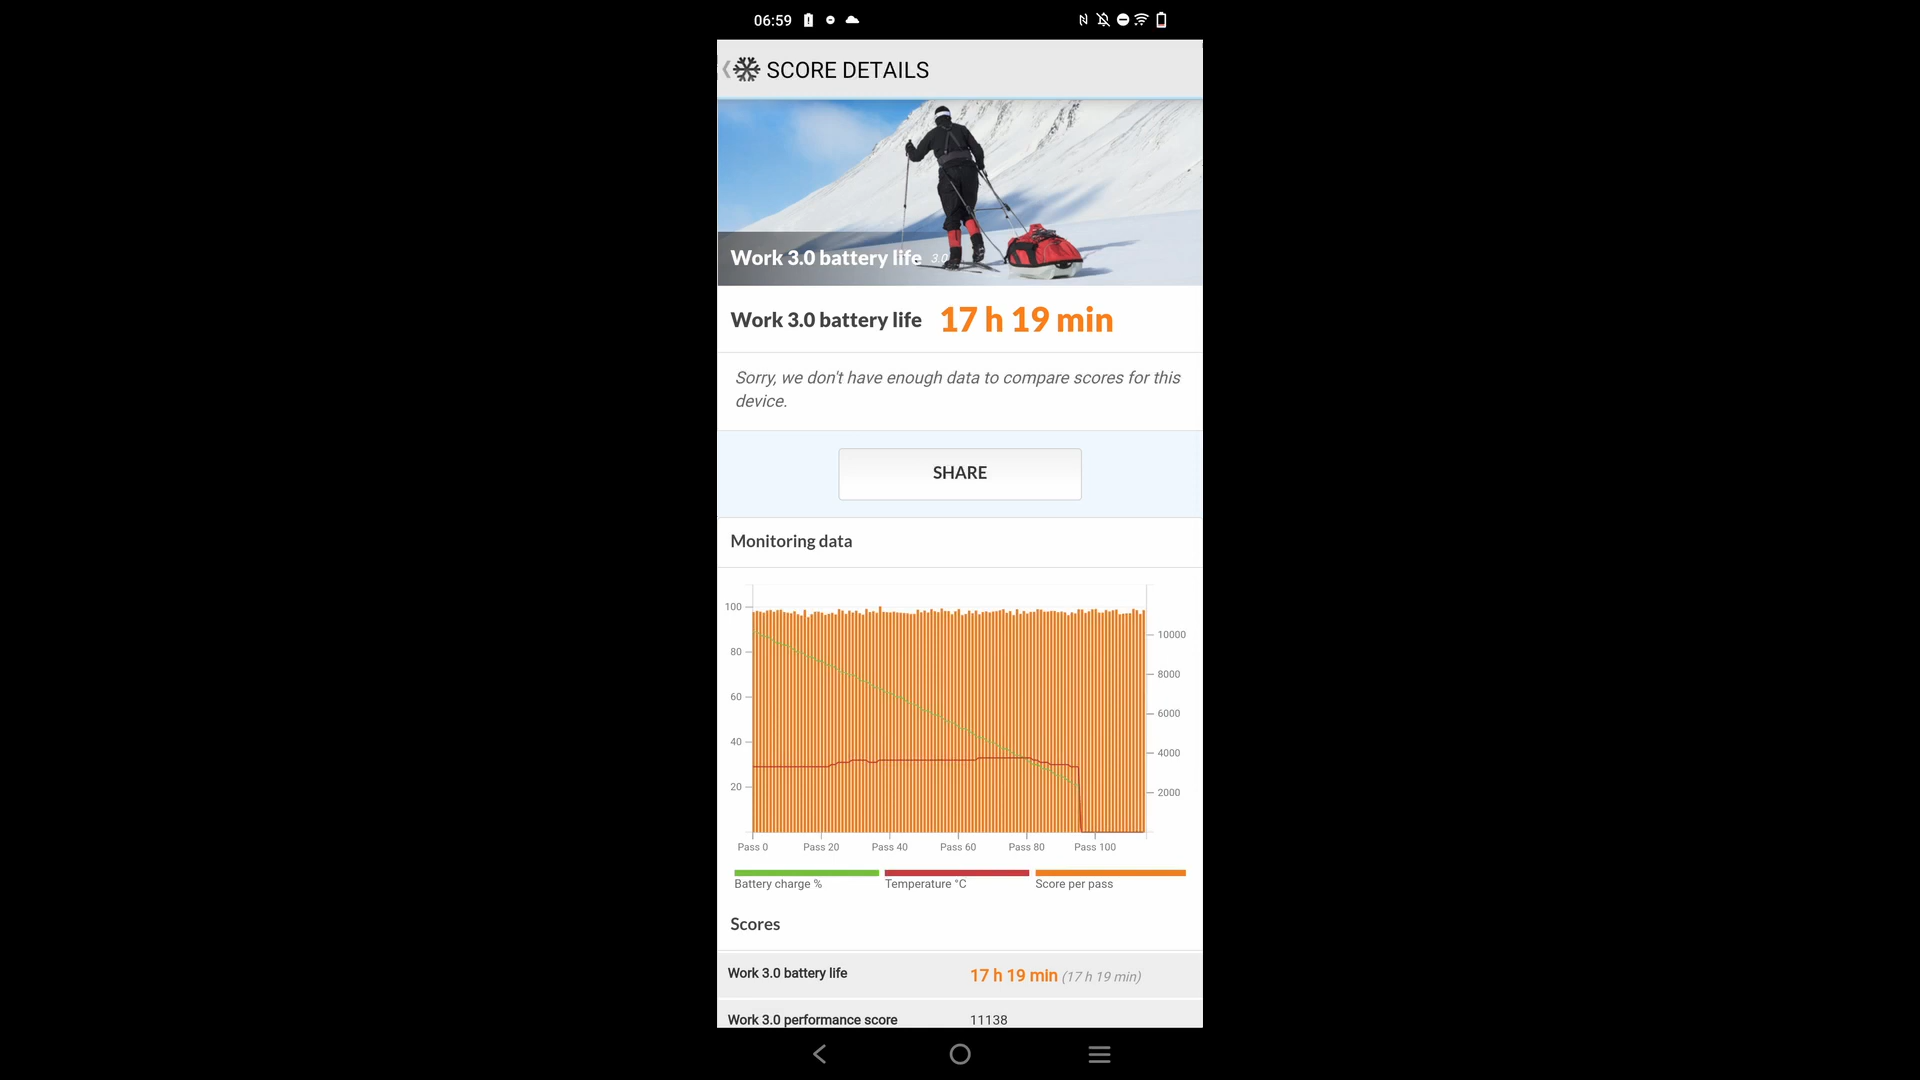 06:59
SCORE DETAILS
Work 3.0 battery life 3.0
Work 3.0 battery life 17 h 19 min
Sorry, we don't have enough data to compare scores for this
device.
SHARE
Monitoring data
100
80
60
40
20
10000
8000
6000
4000
2000
Pass 0 Pass 20 Pass 40 Pass 60 Pass 80 Pass 100
Battery charge % Temperature °C Score per pass
Scores
Work 3.0 battery life 17 h 19 min (17 h 19 min)
Work 3.0 performance score 11138